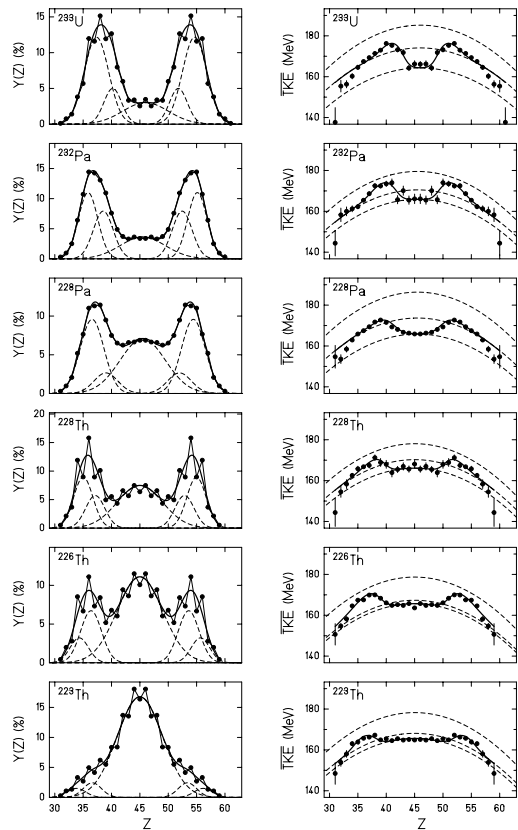 233U
Y(Z) (%)
15
10
5
0
233U
TKE (MeV)
180
160
140
232Pa
Y(Z) (%)
15
10
5
0
232Pa
TKE (MeV)
180
160
140
228Pa
Y(Z) (%)
10
5
0
228Pa
TKE (MeV)
180
160
140
228Th
Y(Z) (%)
20
15
10
5
0
228Th
TKE (MeV)
180
160
140
226Th
Y(Z) (%)
10
5
0
226Th
TKE (MeV)
180
160
140
223Th
Y(Z) (%)
15
10
5
0
30 35 40 45 50 55 60
Z
223Th
TKE (MeV)
180
160
140
30 35 40 45 50 55 60
Z